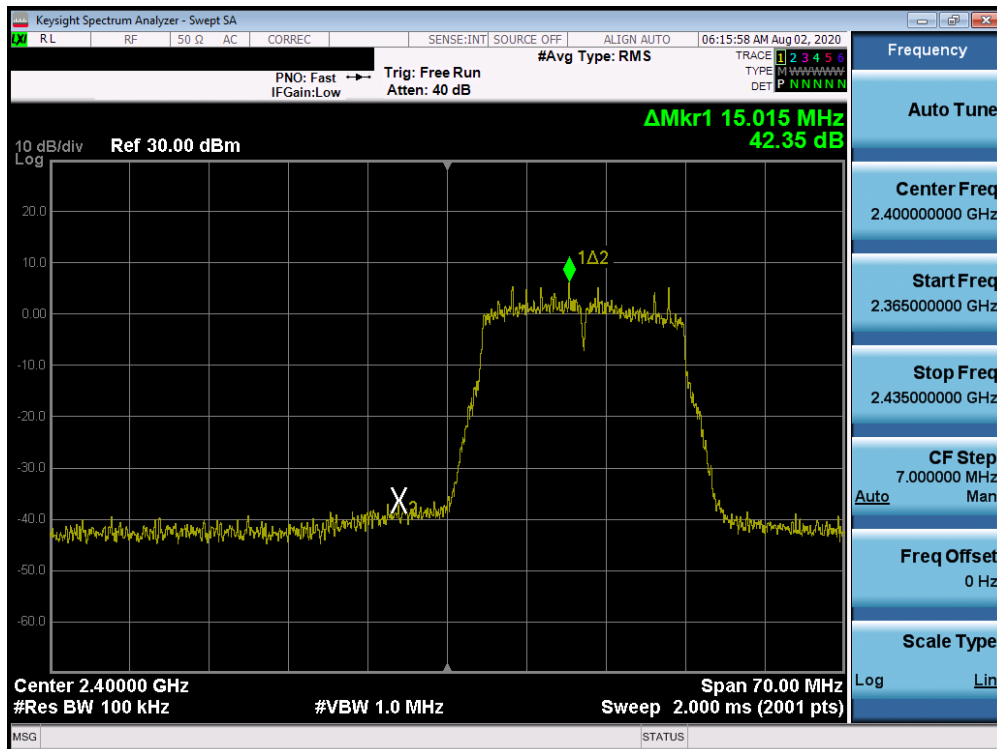 Keysight Spectrum Analyzer - Swept SA
LXI RL RF 50 Ω AC CORREC SENSE:INT SOURCE OFF ALIGN AUTO 06:15:58 AM Aug 02, 2020
#Avg Type: RMS
TRACE 1 2 3 4 5 6
TYPE M WWWWW
DET P N N N N N
PNO: Fast
IFGain:Low
Trig: Free Run
Atten: 40 dB
ΔMkr1 15.015 MHz
42.35 dB
10 dB/div Ref 30.00 dBm
Log
20.0
10.0
0.00
-10.0
-20.0
-30.0
-40.0
-50.0
-60.0
1Δ2
X2
Center 2.40000 GHz Span 70.00 MHz
#Res BW 100 kHz #VBW 1.0 MHz Sweep 2.000 ms (2001 pts)
MSG STATUS
Frequency
Auto Tune
Center Freq
2.400000000 GHz
Start Freq
2.365000000 GHz
Stop Freq
2.435000000 GHz
CF Step
7.000000 MHz
Auto Man
Freq Offset
0 Hz
Scale Type
Log Lin